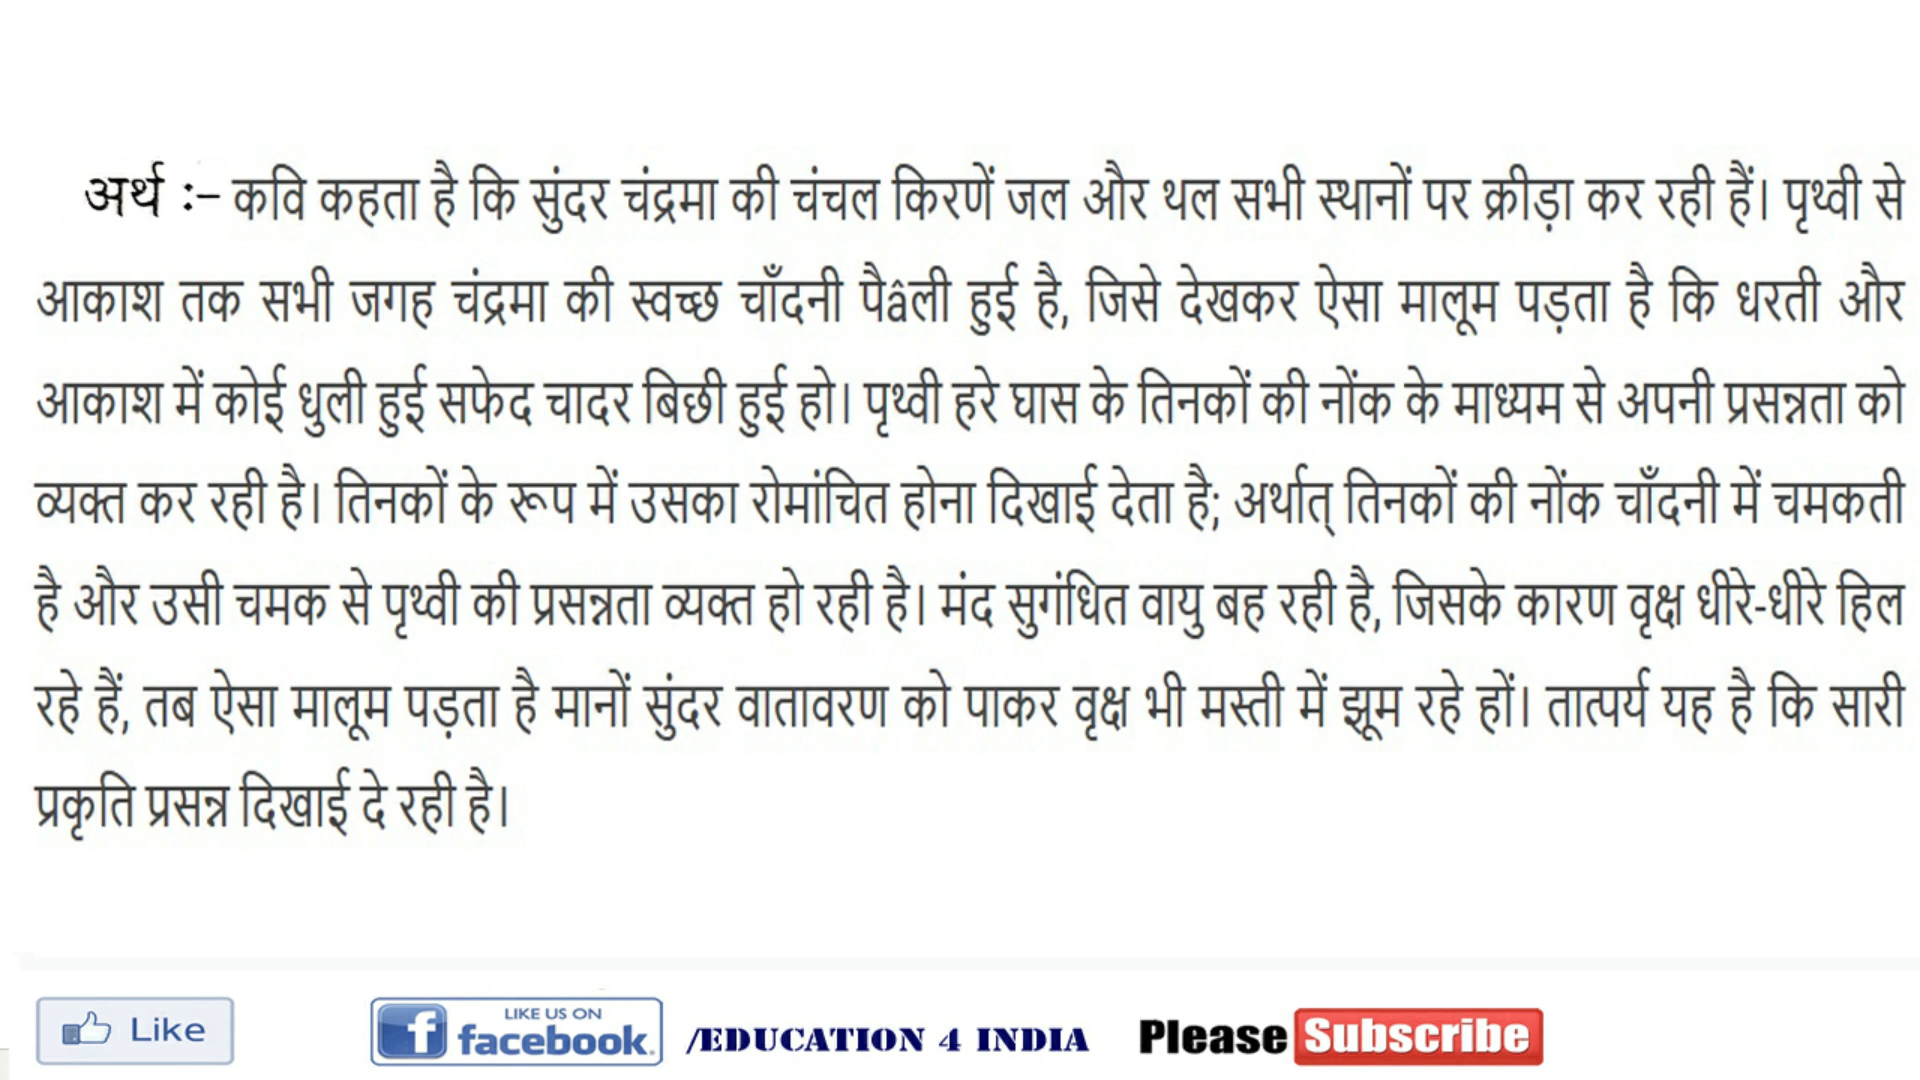 अर्थ :– कवि कहता है कि सुंदर चंद्रमा की चंचल किरणें जल और थल सभी स्थानों पर क्रीड़ा कर रही हैं। पृथ्वी से
आकाश तक सभी जगह चंद्रमा की स्वच्छ चाँदनी पैâली हुई है, जिसे देखकर ऐसा मालूम पड़ता है कि धरती और
आकाश में कोई धुली हुई सफेद चादर बिछी हुई हो। पृथ्वी हरे घास के तिनकों की नोंक के माध्यम से अपनी प्रसन्नता को
व्यक्त कर रही है। तिनकों के रूप में उसका रोमांचित होना दिखाई देता है; अर्थात् तिनकों की नोंक चाँदनी में चमकती
है और उसी चमक से पृथ्वी की प्रसन्नता व्यक्त हो रही है। मंद सुगंधित वायु बह रही है, जिसके कारण वृक्ष धीरे-धीरे हिल
रहे हैं, तब ऐसा मालूम पड़ता है मानों सुंदर वातावरण को पाकर वृक्ष भी मस्ती में झूम रहे हों। तात्पर्य यह है कि सारी
प्रकृति प्रसन्न दिखाई दे रही है।
Like
LIKE US ON
facebook.
/EDUCATION 4 INDIA
Please Subscribe